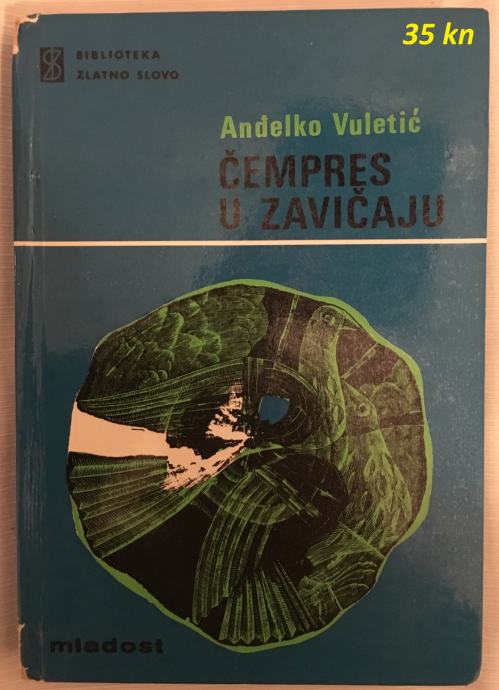 35 kn
BIBLIOTEKA
ZLATNO SLOVO
Anđelko Vuletić
ČEMPRES
U ZAVIČAJU
mladost